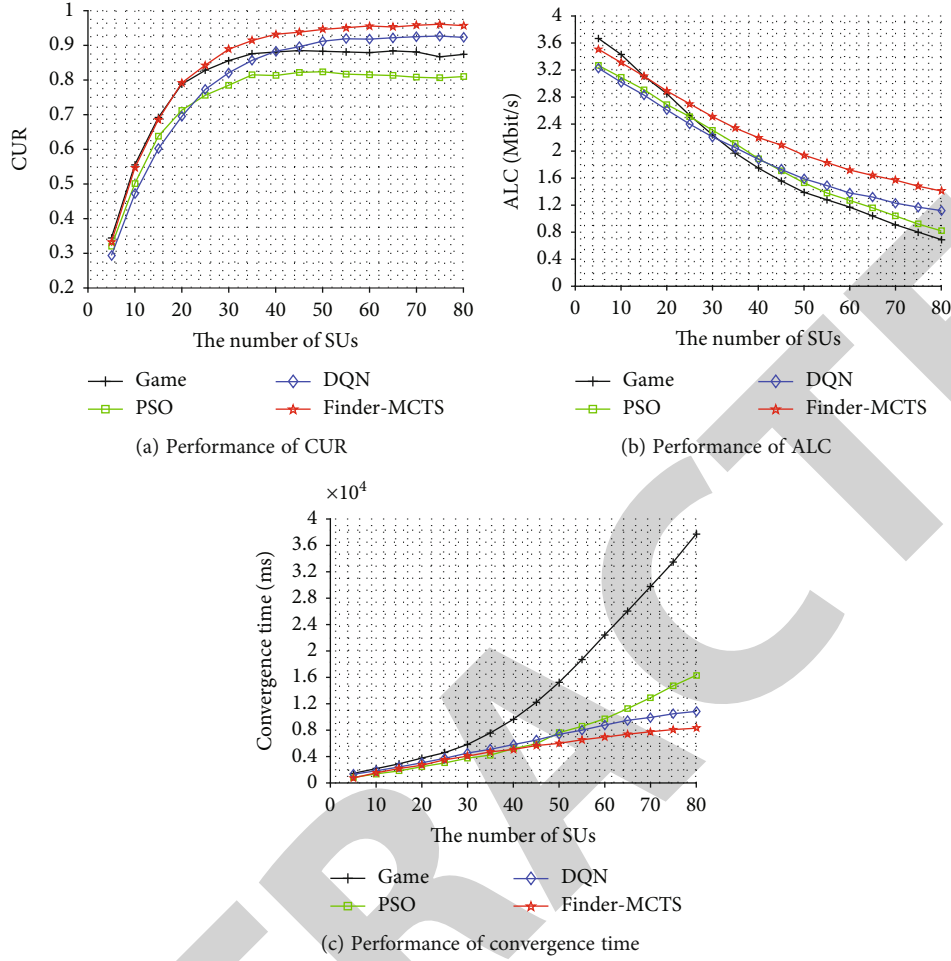 1
0.9
0.8
0.7
0.6
0.5
0.4
0.3
0.2
CUR
0 10 20 30 40 50 60 70 80
The number of SUs
Game DQN
PSO Finder-MCTS
(a) Performance of CUR
4
3.6
3.2
2.8
2.4
2
1.6
1.2
0.8
0.4
0
ALC (Mbit/s)
0 10 20 30 40 50 60 70 80
The number of SUs
Game DQN
PSO Finder-MCTS
(b) Performance of ALC
×10⁴
4
3.6
3.2
2.8
2.4
2
1.6
1.2
0.8
0.4
0
Convergence time (ms)
0 10 20 30 40 50 60 70 80
The number of SUs
Game DQN
PSO Finder-MCTS
(c) Performance of convergence time